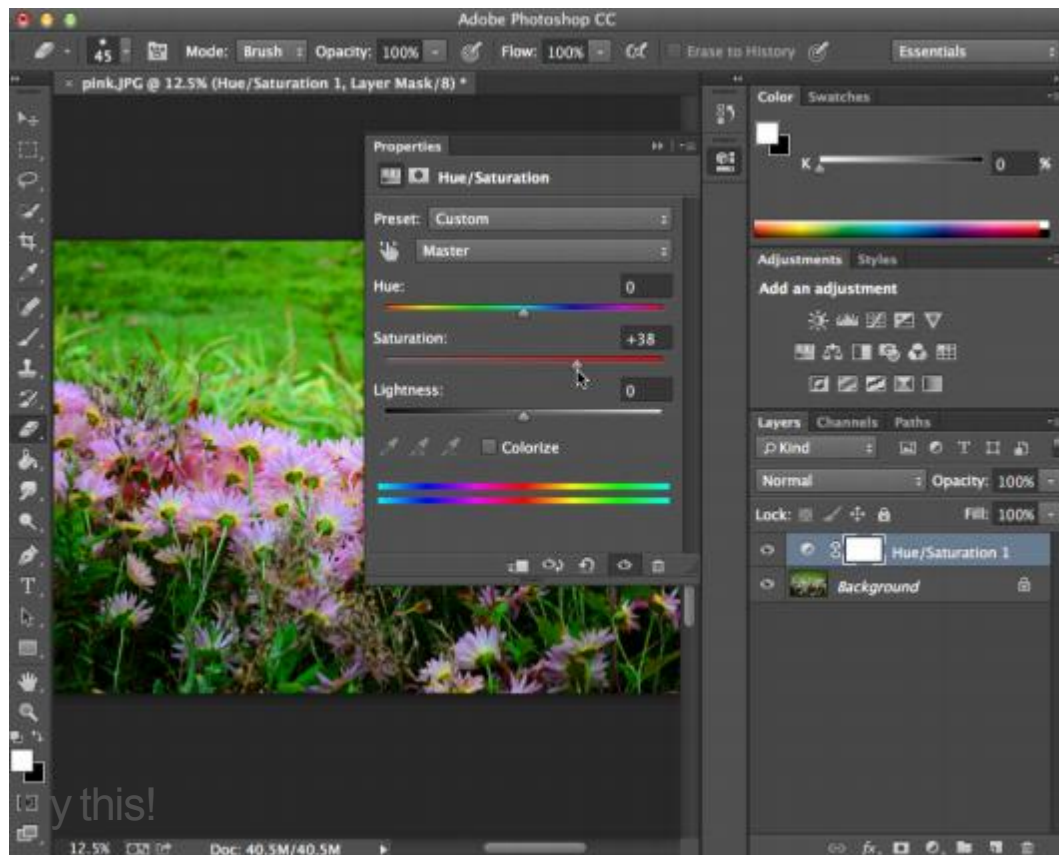 Adobe Photoshop CC
45 Mode: Brush Opacity: 100% Flow: 100% Erase to History Essentials
× pink.JPG @ 12.5% (Hue/Saturation 1, Layer Mask/8) *
Color Swatches
K 0 %
Properties
Hue/Saturation
Preset: Custom
Master
Hue: 0
Saturation: +38
Lightness: 0
Colorize
Adjustments Styles
Add an adjustment
Layers Channels Paths
Kind T
Normal Opacity: 100%
Lock: Fill: 100%
Hue/Saturation 1
Background
T
y this!
12.5% Doc: 40.5M/40.5M
fx